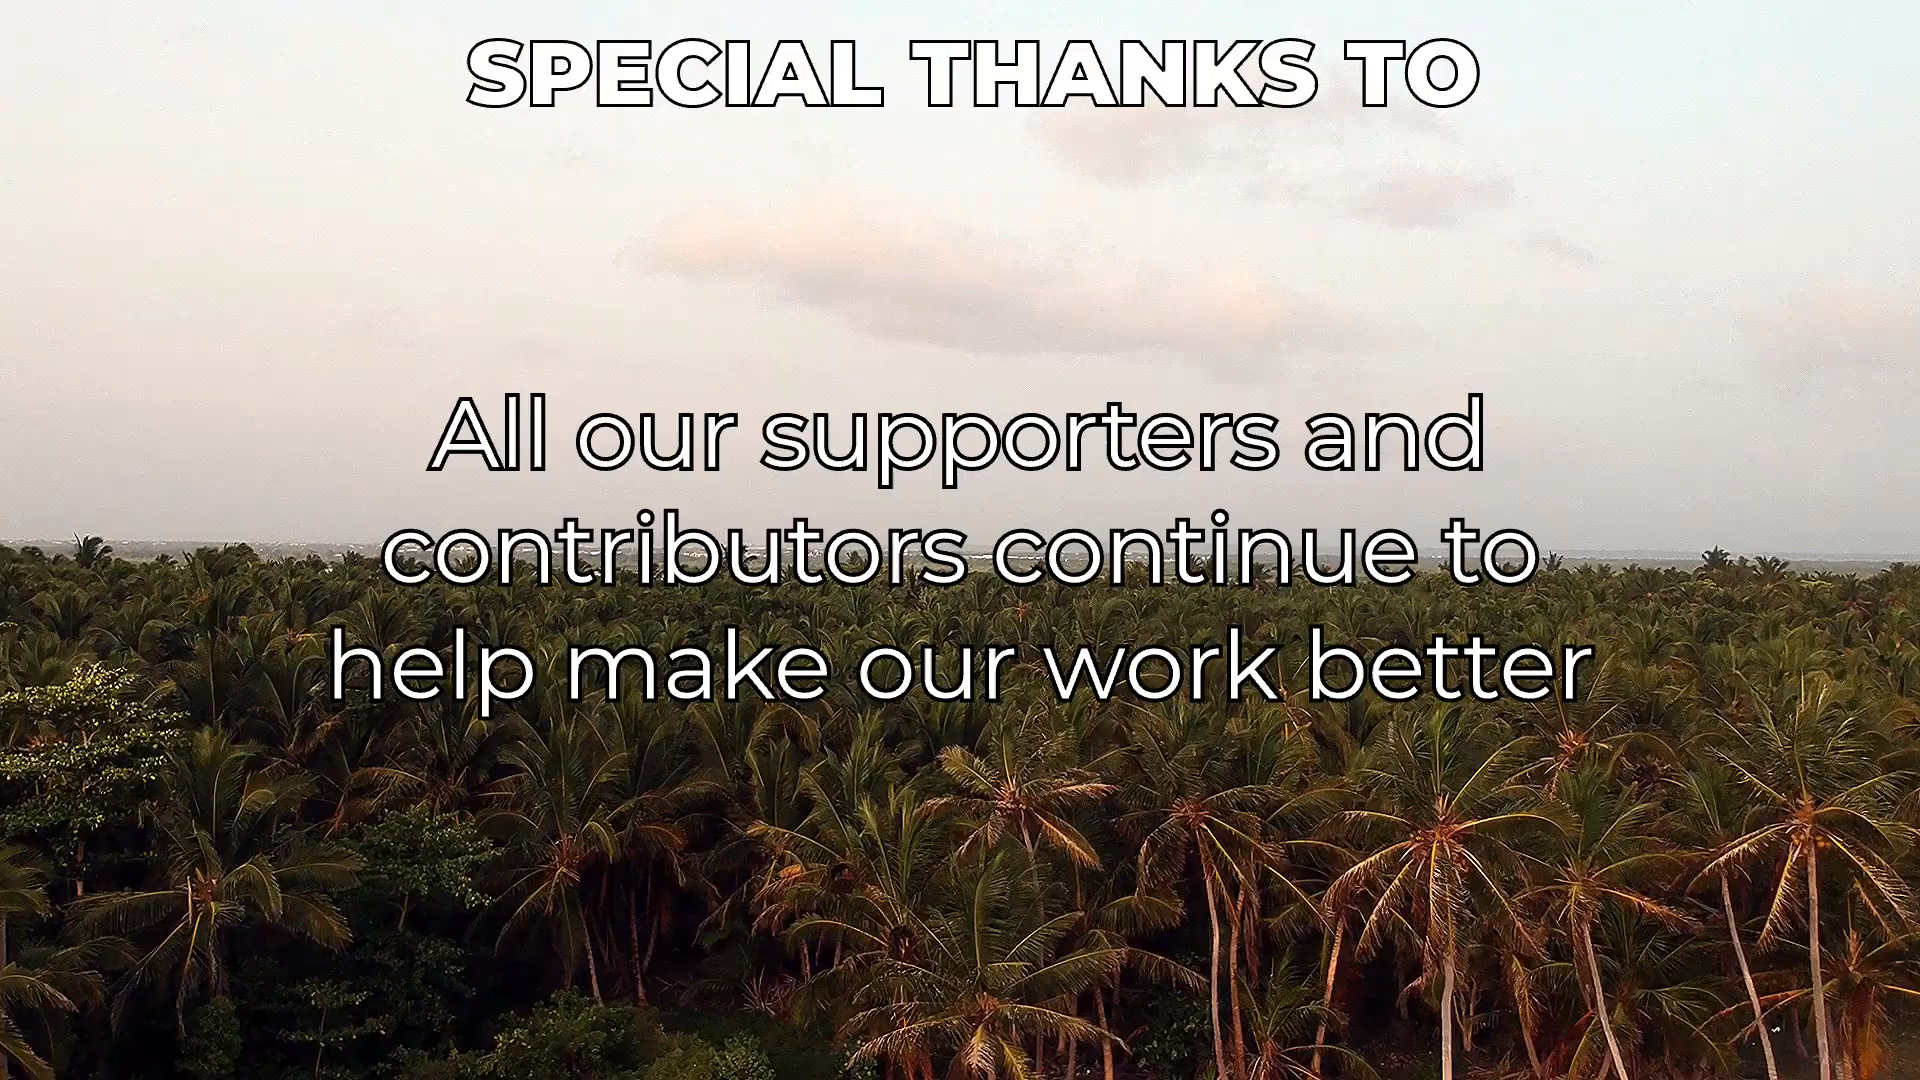 SPECIAL THANKS TO
All our supporters and
contributors continue to
help make our work better